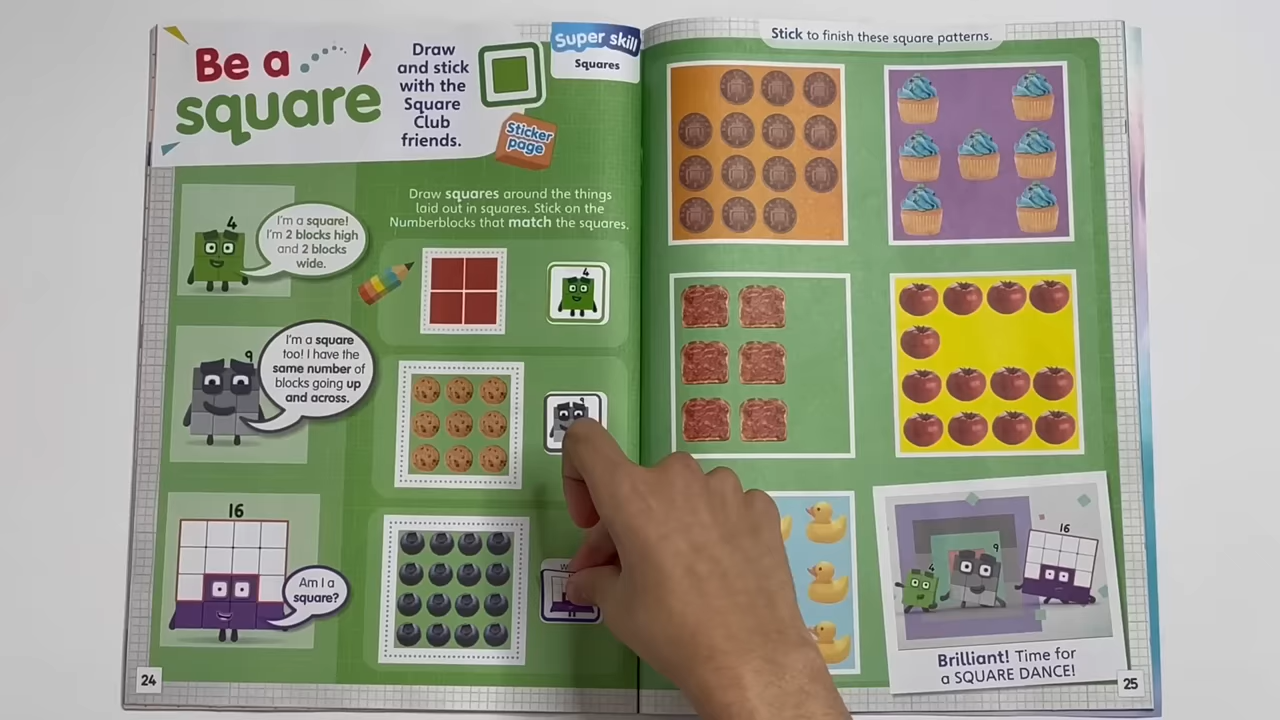 Be a
square
Draw
and stick
with the
Square
Club
friends.
Super skill
Squares
Sticker
page
4
I'm a square!
I'm 2 blocks high
and 2 blocks
wide.
Draw squares around the things
laid out in squares. Stick on the
Numberblocks that match the squares.
4
9
I'm a square
too! I have the
same number of
blocks going up
and across.
16
Am I a
square?
24
Stick to finish these square patterns.
4
9
16
Brilliant! Time for
a SQUARE DANCE!
25